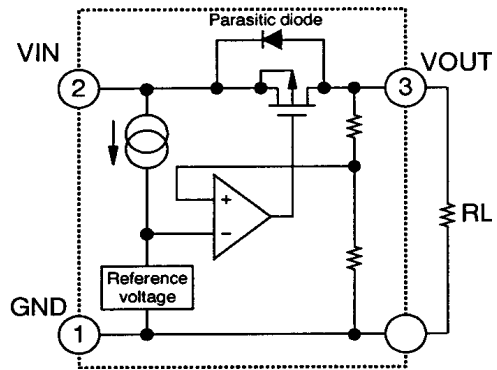 Parasitic diode
VIN
VOUT
2
3
+
−
RL
Reference
voltage
GND
1